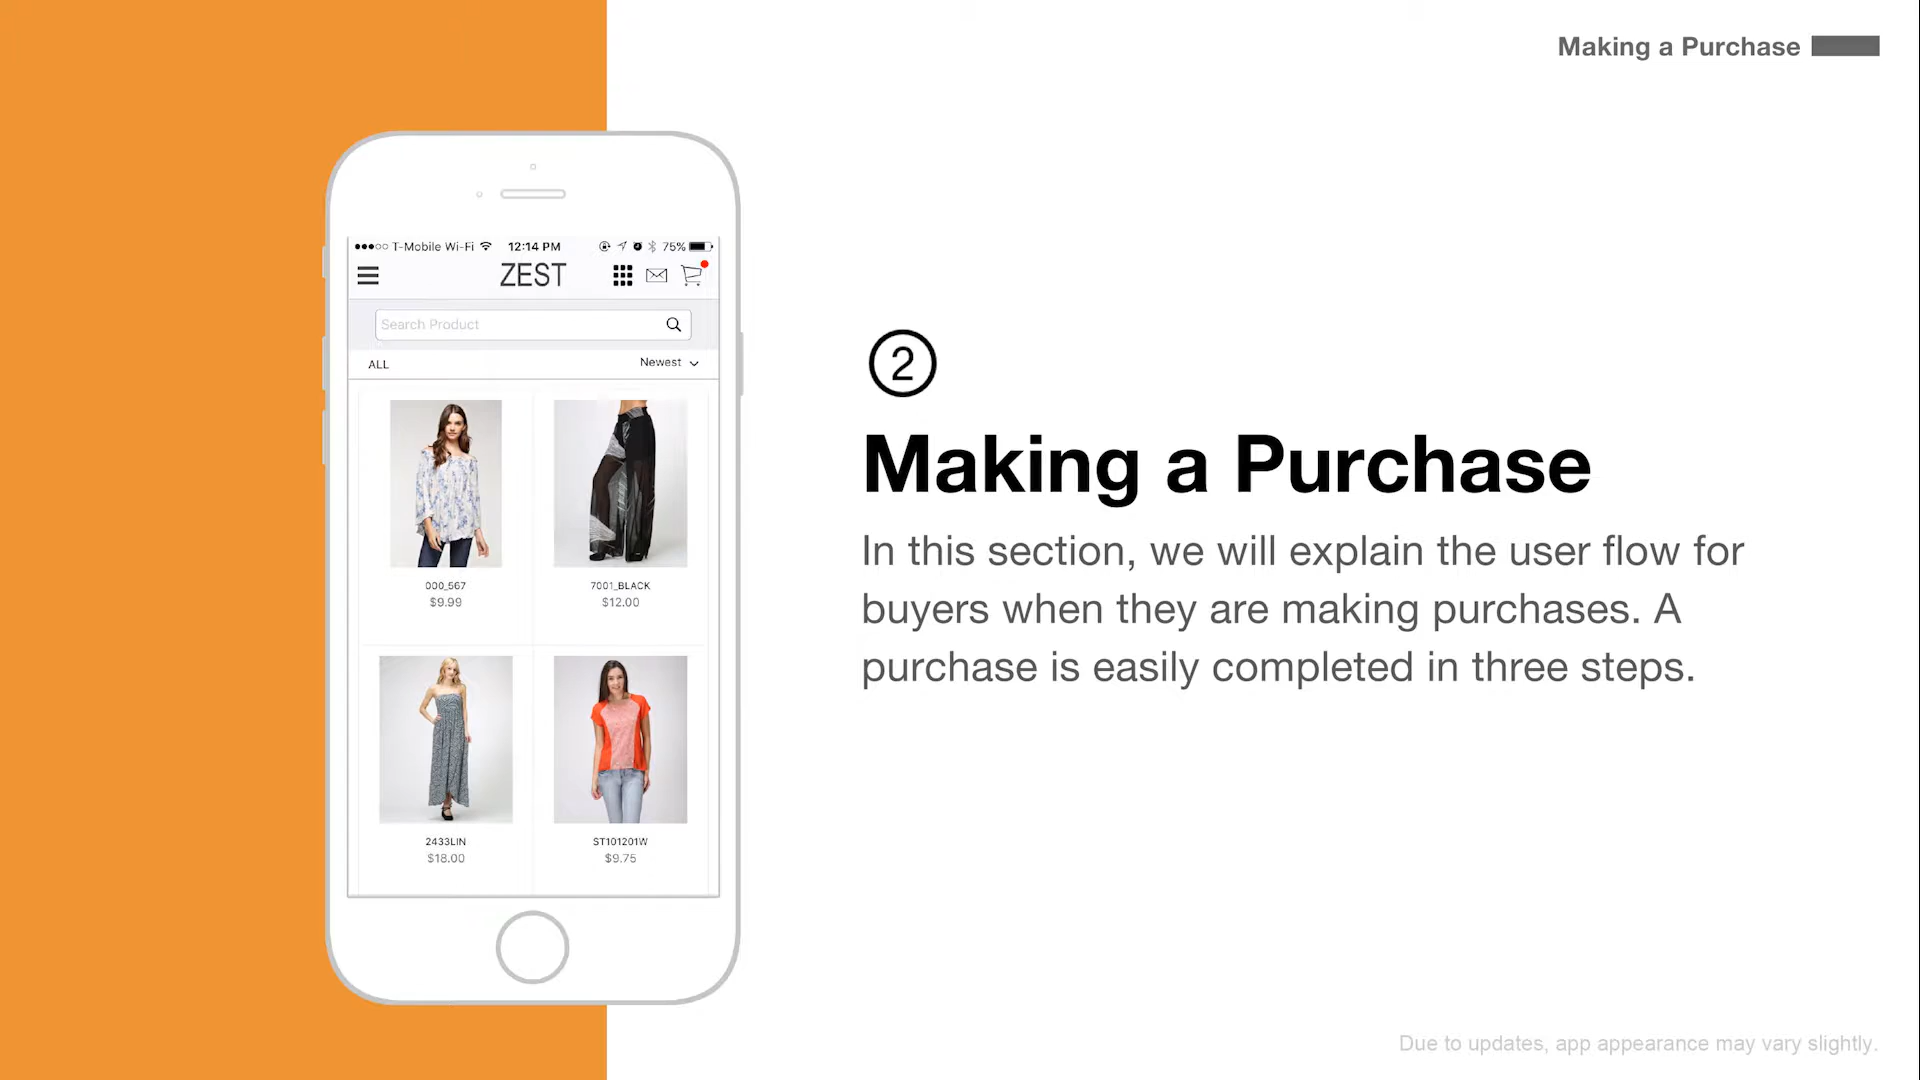 Making a Purchase
T-Mobile Wi-Fi 12:14 PM 75%
ZEST
Search Product
ALL Newest
000_567
$9.99
7001_BLACK
$12.00
2433LIN
$18.00
ST101201W
$9.75
2
Making a Purchase
In this section, we will explain the user flow for
buyers when they are making purchases. A
purchase is easily completed in three steps.
Due to updates, app appearance may vary slightly.